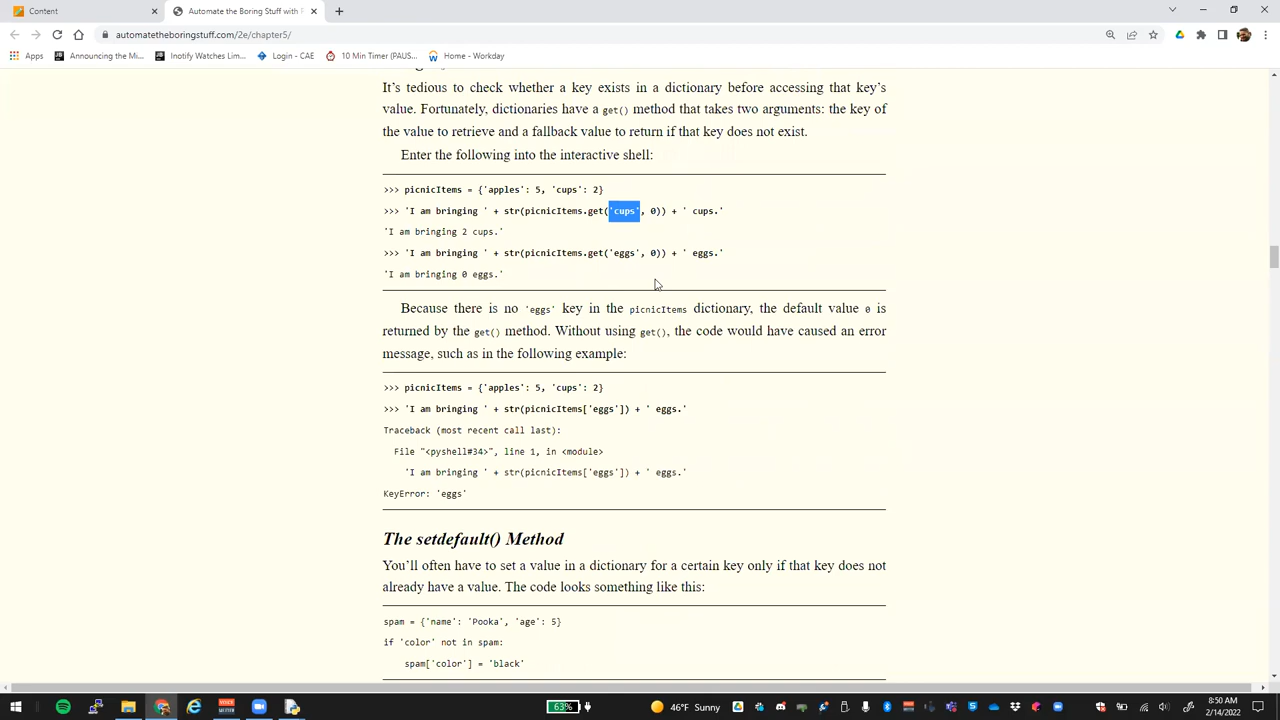 Content
Automate the Boring Stuff with P
automatetheboringstuff.com/2e/chapter5/
Apps
Announcing the Mi...
Inotify Watches Lim...
Login - CAE
10 Min Timer (PAUS...
Home - Workday
It's tedious to check whether a key exists in a dictionary before accessing that key's
value. Fortunately, dictionaries have a get() method that takes two arguments: the key of
the value to retrieve and a fallback value to return if that key does not exist.
Enter the following into the interactive shell:
>>> picnicItems = {'apples': 5, 'cups': 2}
>>> 'I am bringing ' + str(picnicItems.get('cups', 0)) + ' cups.'
'I am bringing 2 cups.'
>>> 'I am bringing ' + str(picnicItems.get('eggs', 0)) + ' eggs.'
'I am bringing 0 eggs.'
Because there is no 'eggs' key in the picnicItems dictionary, the default value 0 is
returned by the get() method. Without using get(), the code would have caused an error
message, such as in the following example:
>>> picnicItems = {'apples': 5, 'cups': 2}
>>> 'I am bringing ' + str(picnicItems['eggs']) + ' eggs.'
Traceback (most recent call last):
File "<pyshell#34>", line 1, in <module>
'I am bringing ' + str(picnicItems['eggs']) + ' eggs.'
KeyError: 'eggs'
The setdefault() Method
You'll often have to set a value in a dictionary for a certain key only if that key does not
already have a value. The code looks something like this:
spam = {'name': 'Pooka', 'age': 5}
if 'color' not in spam:
spam['color'] = 'black'
63%
46°F Sunny
8:50 AM
2/14/2022